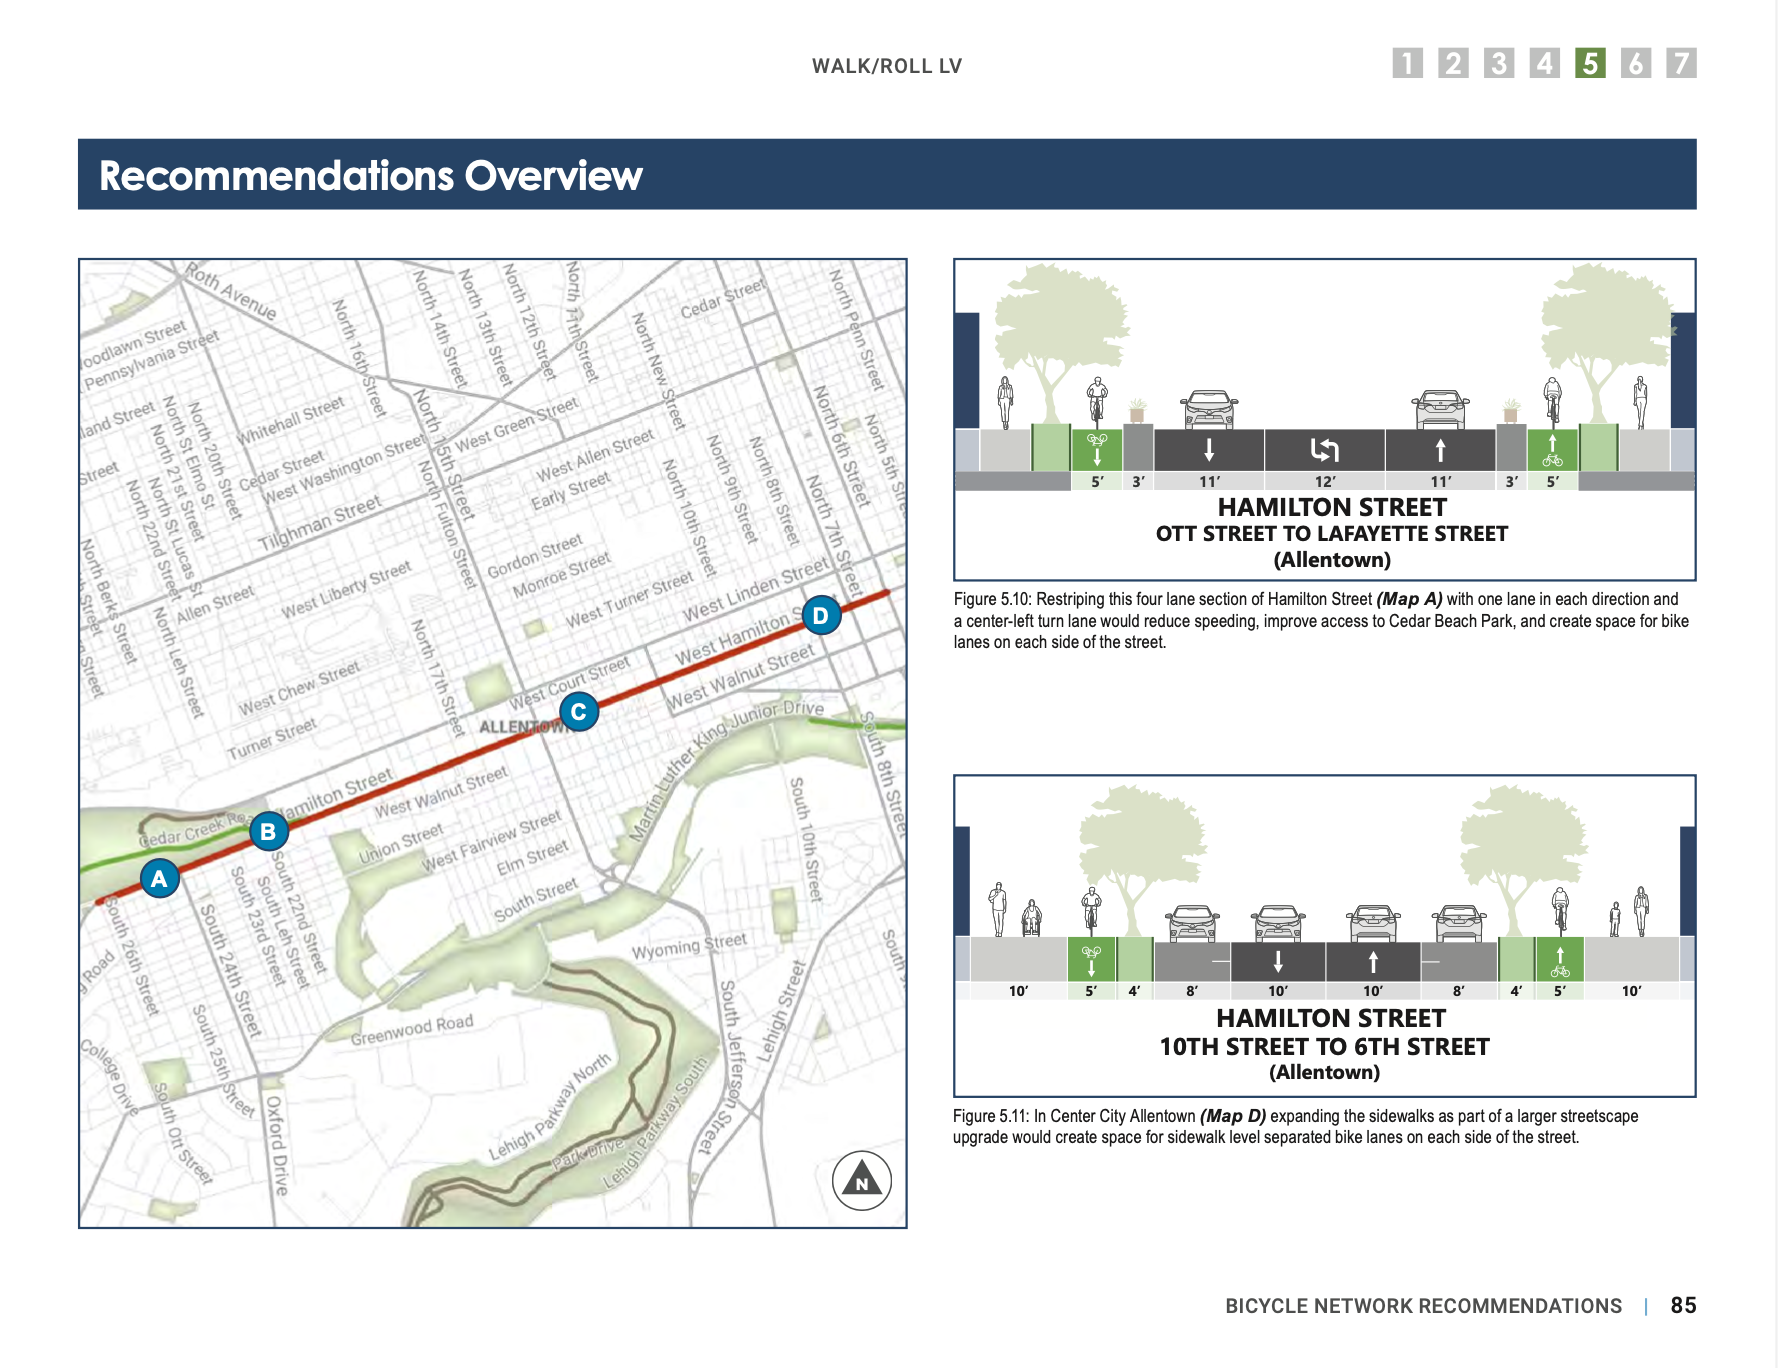 WALK/ROLL LV
1 2 3 4 5 6 7
Recommendations Overview
Roth Avenue
North 16th Street
North 14th Street
North 13th Street
North 12th Street
North 11th Street
North New Street
Cedar Street
North Penn Street
oodlawn Street
Pennsylvania Street
land Street
North St Elmo St
North 20th Street
North 21st Street
North St Lucas St
North 22nd Street
Street
Whitehall Street
Cedar Street
West Washington Street
North 15th Street
West Green Street
West Allen Street
Early Street
Tilghman Street
North Fulton Street
North 10th Street
North 9th Street
North 8th Street
North 7th Street
North 6th Street
North 5th Str
North Berks Street
Street
Street
Allen Street
West Liberty Street
Gordon Street
Monroe Street
West Turner Street
West Linden Street
North Leh Street
North 17th Street
West Chew Street
Turner Street
West Court Street
West Hamilton S
West Walnut Street
D
C
ALLENTOW
Martin Luther King Junior Drive
South 8th Street
Hamilton Street
West Walnut Street
Cedar Creek Roa
B
A
Union Street
West Fairview Street
Elm Street
South Street
South 10th Street
South 22nd Street
South Leh Street
South 23rd Street
South 24th Street
South 26th Street
Road
South 25th Street
Wyoming Street
South Jefferson Street
Lehigh Street
South
Greenwood Road
College Drive
South Ott Street
Oxford Drive
Lehigh Parkway North
Park Drive
Lehigh Parkway South
N
5’ 3’ 11’ 12’ 11’ 3’ 5’
HAMILTON STREET
OTT STREET TO LAFAYETTE STREET
(Allentown)
Figure 5.10: Restriping this four lane section of Hamilton Street (Map A) with one lane in each direction and
a center-left turn lane would reduce speeding, improve access to Cedar Beach Park, and create space for bike
lanes on each side of the street.
10’ 5’ 4’ 8’ 10’ 10’ 8’ 4’ 5’ 10’
HAMILTON STREET
10TH STREET TO 6TH STREET
(Allentown)
Figure 5.11: In Center City Allentown (Map D) expanding the sidewalks as part of a larger streetscape
upgrade would create space for sidewalk level separated bike lanes on each side of the street.
BICYCLE NETWORK RECOMMENDATIONS | 85